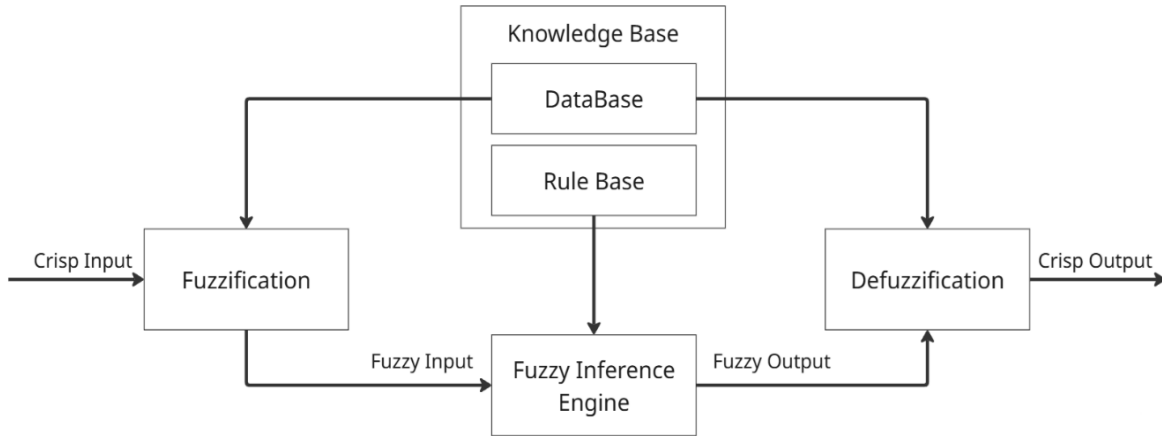 Knowledge Base
DataBase
Rule Base
Crisp Input
Fuzzification
Defuzzification
Crisp Output
Fuzzy Input
Fuzzy Inference
Engine
Fuzzy Output